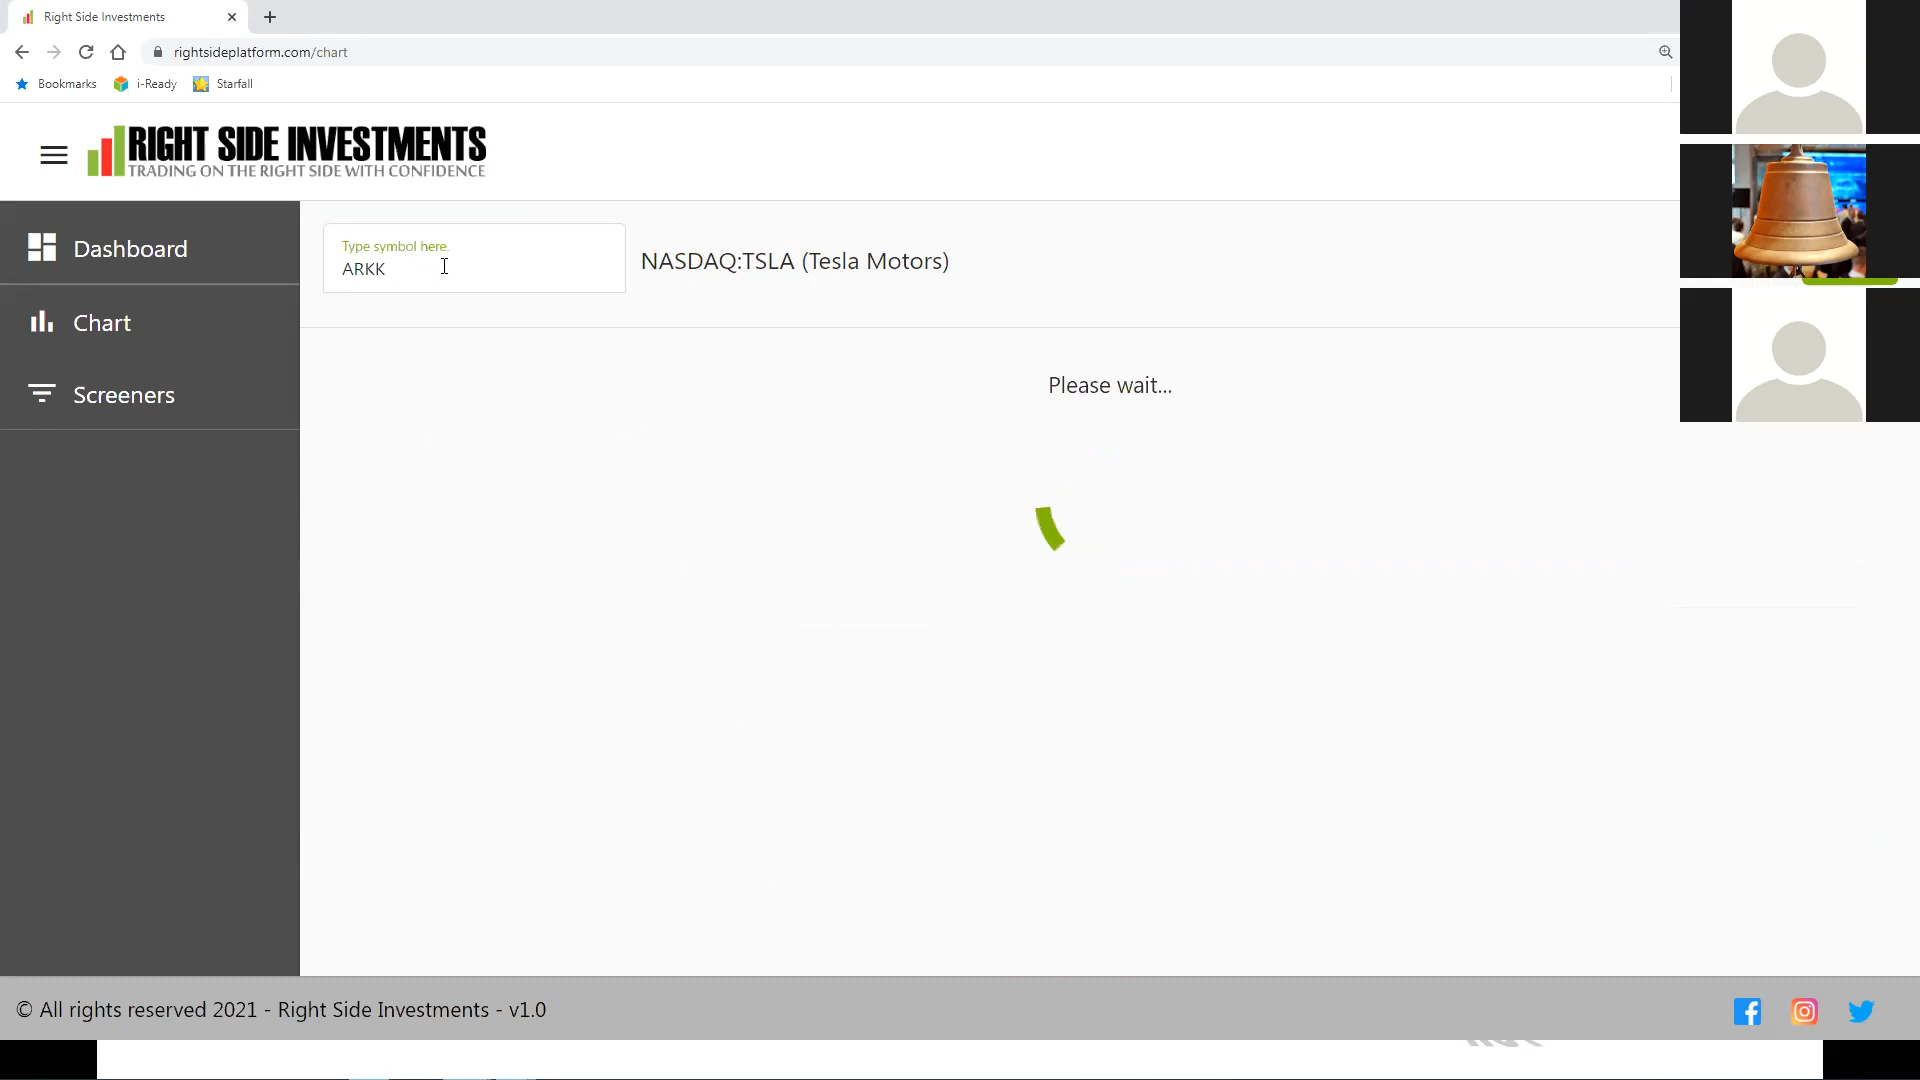 Right Side Investments
rightsideplatform.com/chart
Bookmarks i-Ready Starfall
RIGHT SIDE INVESTMENTS
TRADING ON THE RIGHT SIDE WITH CONFIDENCE
Dashboard
Chart
Screeners
Type symbol here.
ARKK
NASDAQ:TSLA (Tesla Motors)
Please wait...
© All rights reserved 2021 - Right Side Investments - v1.0